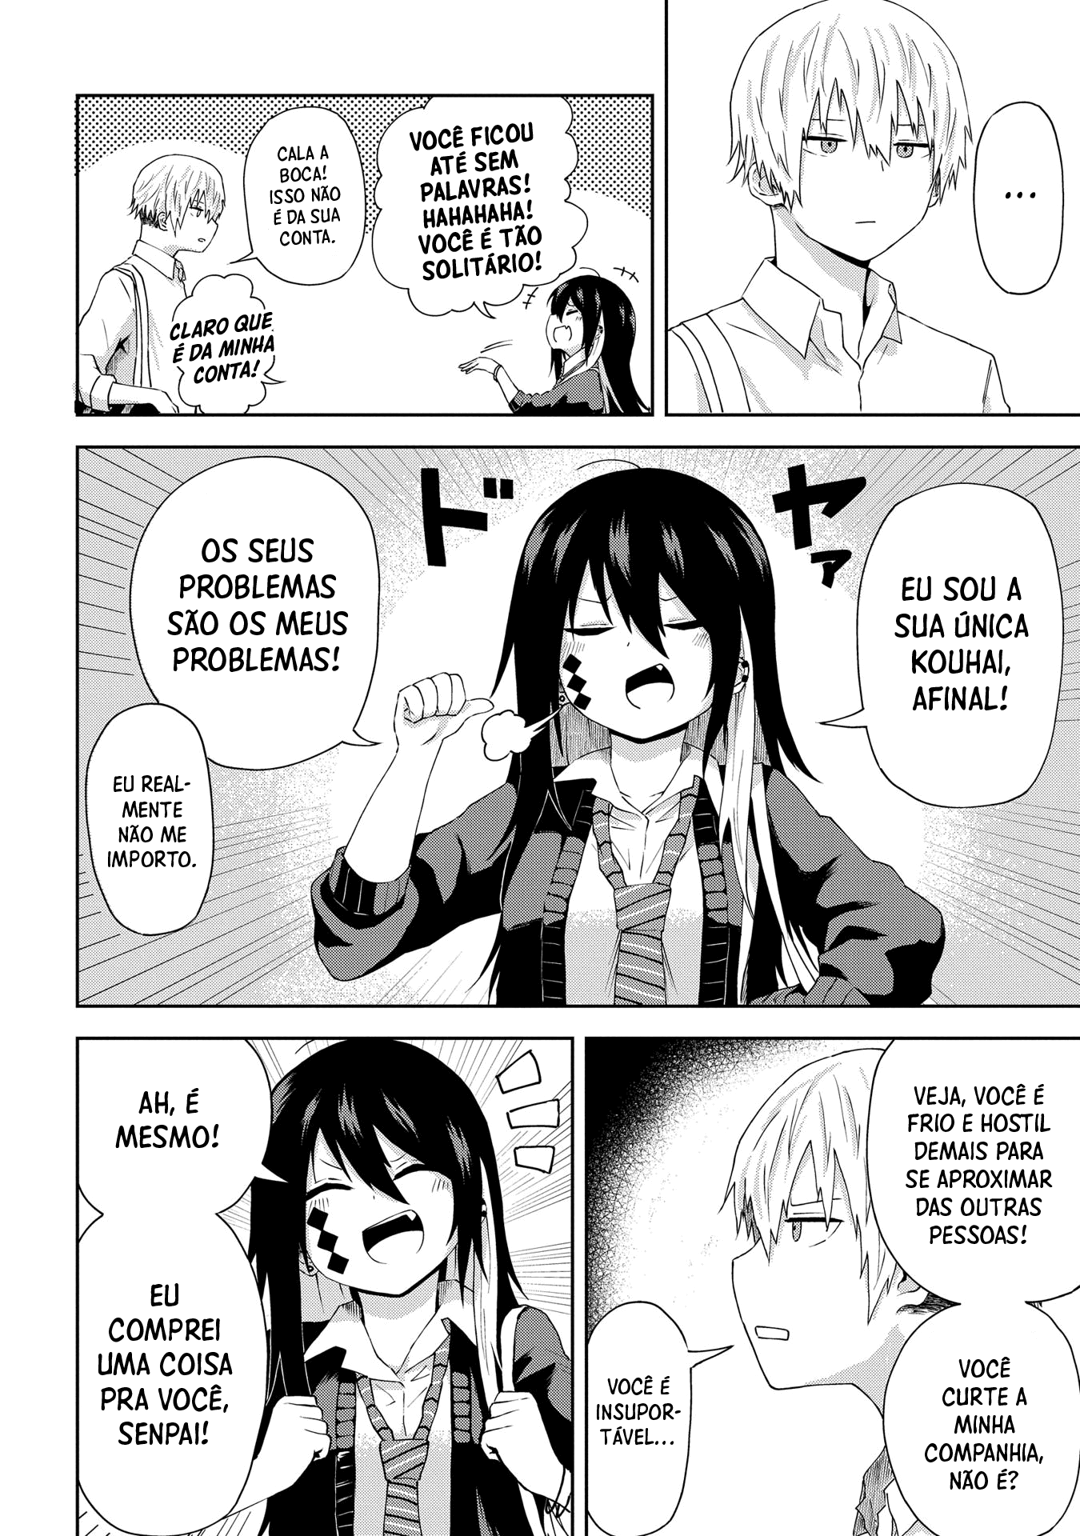 ...
VOCÊ FICOU
ATÉ SEM
PALAVRAS!
HAHAHAHA!
VOCÊ É TÃO
SOLITÁRIO!
CALA A
BOCA!
ISSO NÃO
É DA SUA
CONTA.
CLARO QUE
É DA MINHA
CONTA!
EU SOU A
SUA ÚNICA
KOUHAI,
AFINAL!
ドヤァ
OS SEUS
PROBLEMAS
SÃO OS MEUS
PROBLEMAS!
EU REAL-
MENTE
NÃO ME
IMPORTO.
VEJA, VOCÊ É
FRIO E HOSTIL
DEMAIS PARA
SE APROXIMAR
DAS OUTRAS
PESSOAS!
VOCÊ
CURTE A
MINHA
COMPANHIA,
NÃO É?
VOCÊ É
INSUPOR-
TÁVEL...
AH, É
MESMO!
EU
COMPREI
UMA COISA
PRA VOCÊ,
SENPAI!